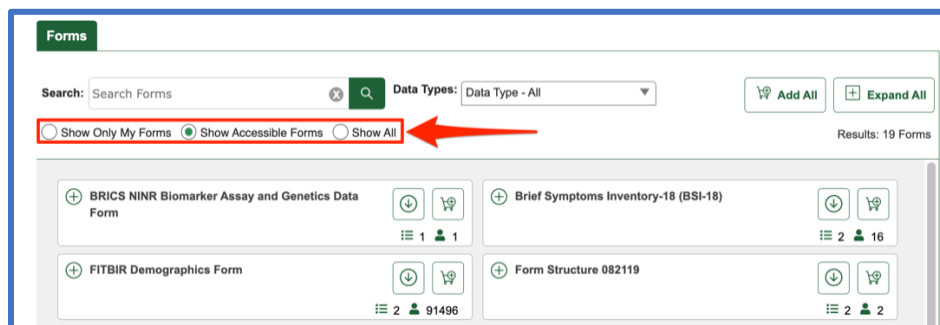 Forms
Search: Search Forms Data Types: Data Type - All Add All Expand All
Show Only My Forms Show Accessible Forms Show All Results: 19 Forms
BRICS NINR Biomarker Assay and Genetics Data
Form
1 1
Brief Symptoms Inventory-18 (BSI-18)
2 16
FITBIR Demographics Form
2 91496
Form Structure 082119
2 2